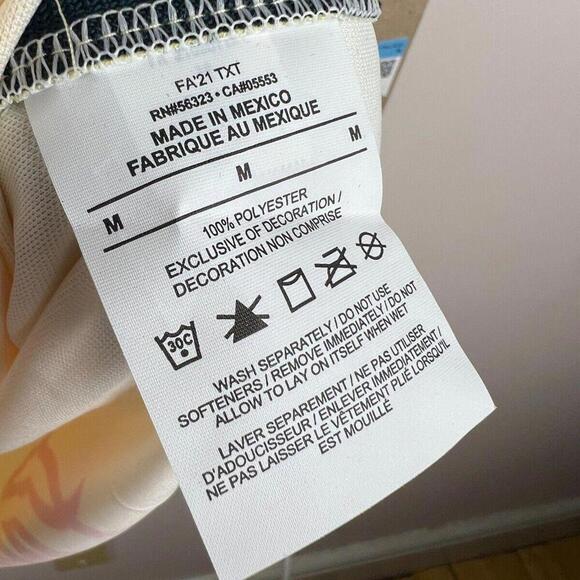 FA'21 TXT
RN#56323 • CA#05553
MADE IN MEXICO
FABRIQUE AU MEXIQUE
M M M
100% POLYESTER
EXCLUSIVE OF DECORATION /
DECORATION NON COMPRISE
30C
WASH SEPARATELY / DO NOT USE
SOFTENERS / REMOVE IMMEDIATELY / DO NOT
ALLOW TO LAY ON ITSELF WHEN WET
LAVER SEPAREMENT / NE PAS UTILISER
D'ADOUCISSEUR / ENLEVER IMMEDIATEMENT /
NE PAS LAISSER LE VÊTEMENT PLIE LORSQU'IL
EST MOUILLÉ